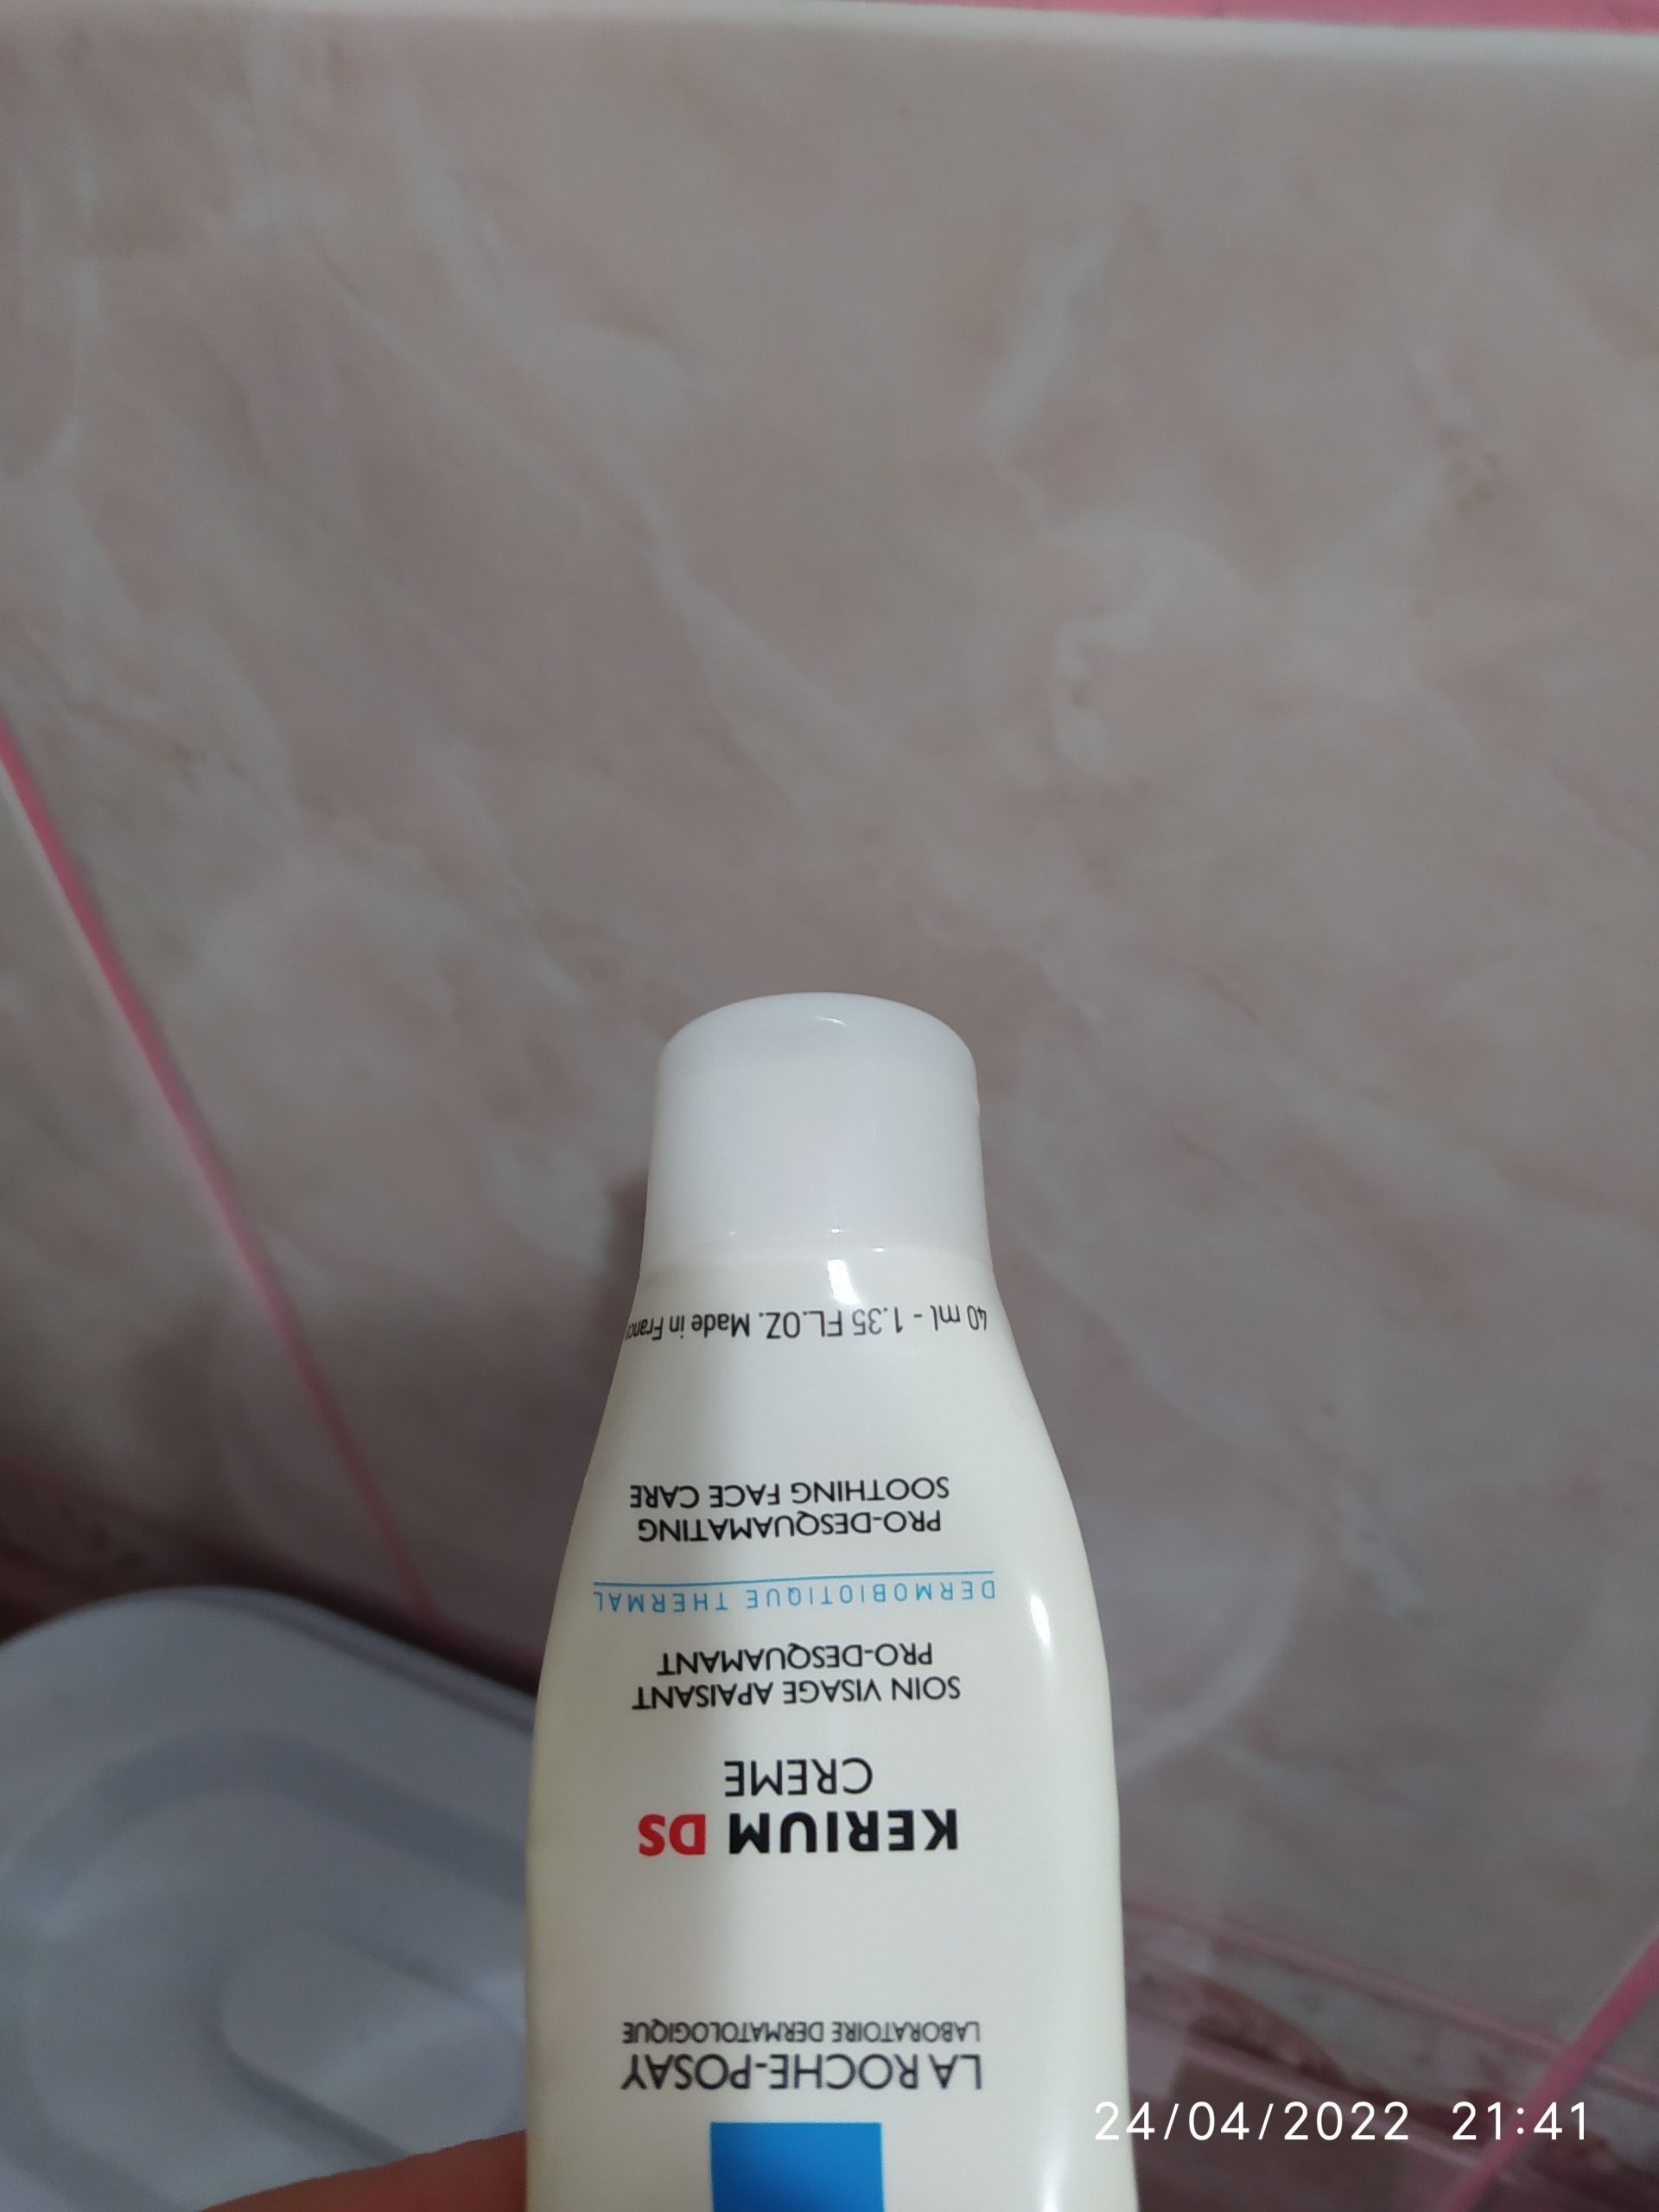 LA ROCHE-POSAY
LABORATOIRE DERMATOLOGIQUE
KERIUM DS
CREME
SOIN VISAGE APAISANT
PRO-DESQUAMANT
DERMOBIOTIQUE THERMAL
PRO-DESQUAMATING
SOOTHING FACE CARE
40 ml - 1.35 FL.OZ. Made in France
24/04/2022 21:41